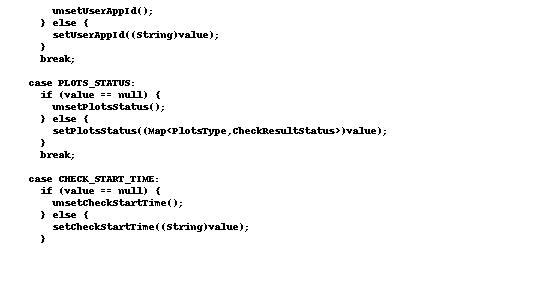 unsetUserAppId();
} else {
setUserAppId((String)value);
}
break;
case PLOTS_STATUS:
if (value == null) {
unsetPlotsStatus();
} else {
setPlotsStatus((Map<PlotsType,CheckResultStatus>)value);
}
break;
case CHECK_START_TIME:
if (value == null) {
unsetCheckStartTime();
} else {
setCheckStartTime((String)value);
}